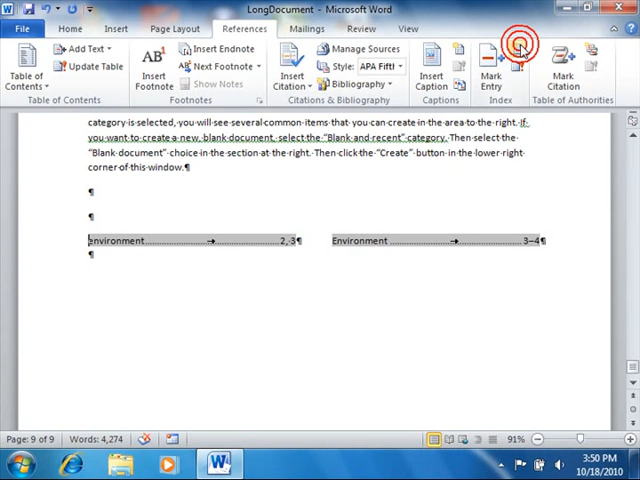 LongDocument - Microsoft Word
File Home Insert Page Layout References Mailings Review View
Table of Contents
Add Text
Update Table
Table of Contents
AB¹
Insert Footnote
Insert Endnote
Next Footnote
Show Notes
Footnotes
Insert Citation
Manage Sources
Style: APA Fifth
Bibliography
Citations & Bibliography
Insert Caption
Captions
Mark Entry
Index
Mark Citation
Table of Authorities
category is selected, you will see several common items that you can create in the area to the right. If
you want to create a new, blank document, select the “Blank and recent” category. Then select the
“Blank document” choice in the section at the right. Then click the “Create” button in the lower right
corner of this window.¶
¶
¶
environment ........................ → ........................ 2, 3¶
Environment ........................ → ........................ 3–4¶
¶
Page: 9 of 9 Words: 4,274 91%
3:50 PM
10/18/2010